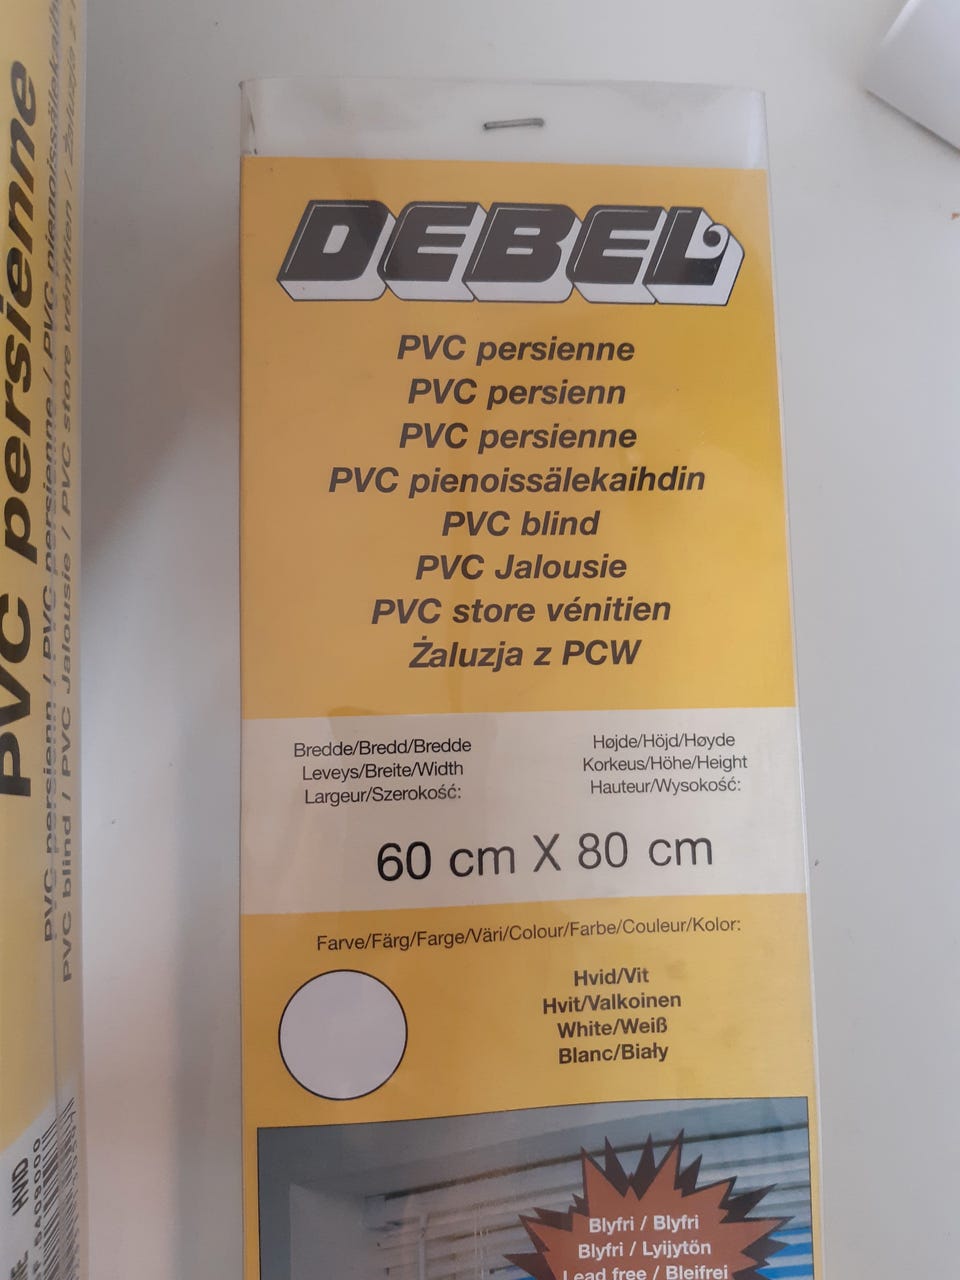 DEBEL
PVC persienne
PVC persienn
PVC persienne
PVC pienoissälekaihdin
PVC blind
PVC Jalousie
PVC store vénitien
Żaluzja z PCW
Bredde/Bredd/Bredde
Leveys/Breite/Width
Largeur/Szerokość:
Højde/Höjd/Høyde
Korkeus/Höhe/Height
Hauteur/Wysokość:
60 cm X 80 cm
Farve/Färg/Farge/Väri/Colour/Farbe/Couleur/Kolor:
Hvid/Vit
Hvit/Valkoinen
White/Weiß
Blanc/Biały
Blyfri / Blyfri
Blyfri / Lyijytön
Lead free / Bleifrei
PVC persienne
PVC persienn / PVC persienne / PVC pienoissälekaihdin
PVC blind / PVC Jalousie / PVC store vénitien / Żaluzja z
HVID